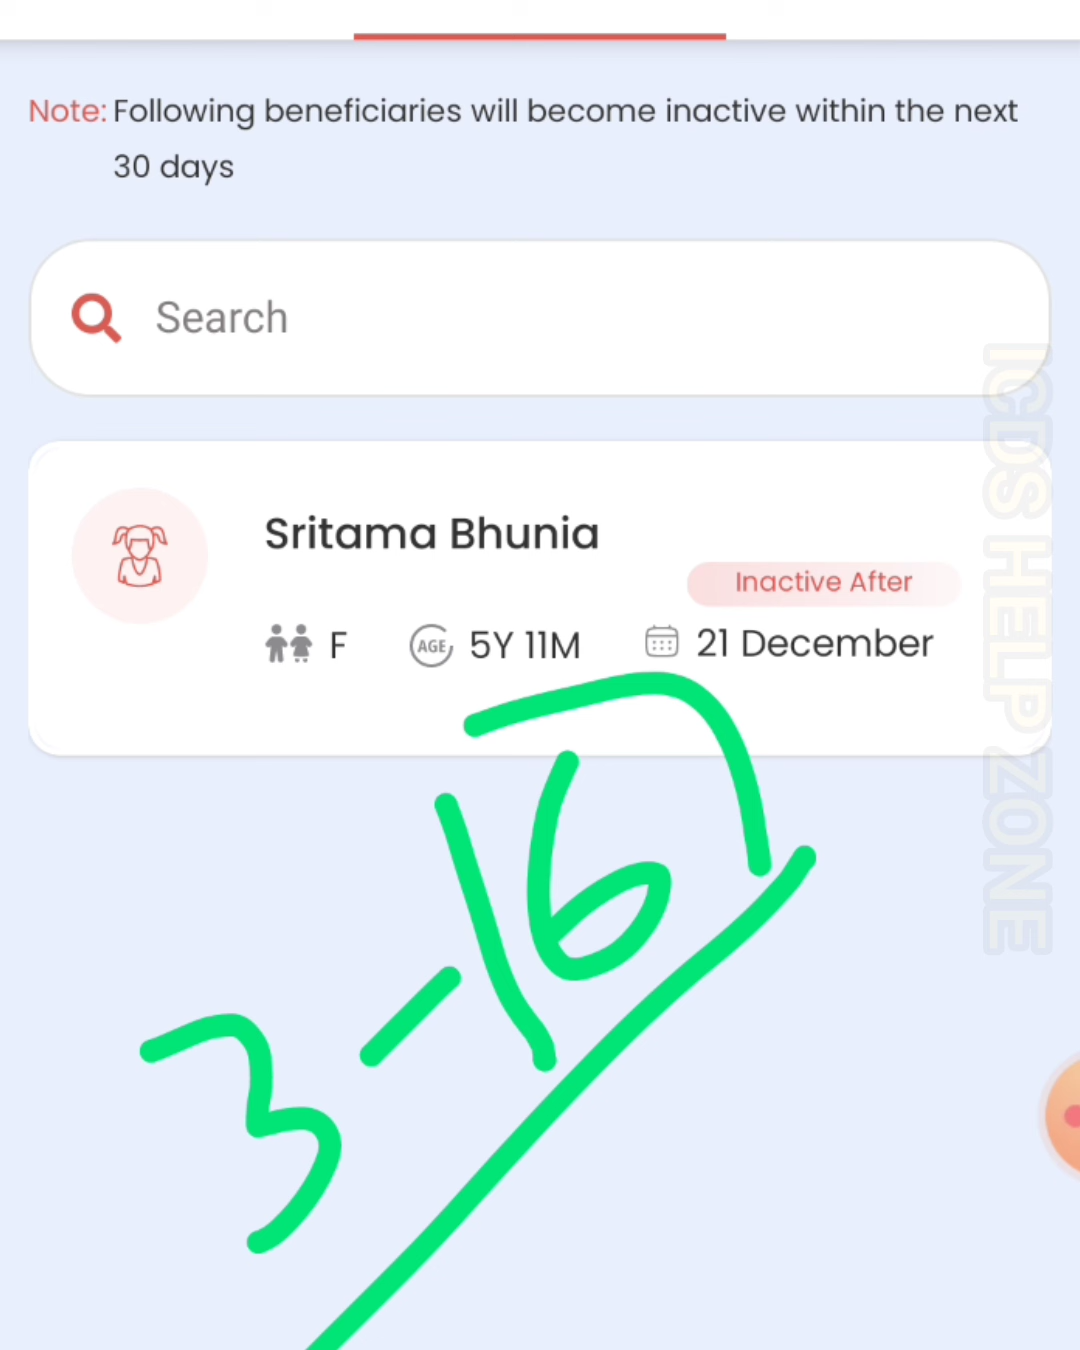 Note: Following beneficiaries will become inactive within the next
30 days
Search
Sritama Bhunia
Inactive After
F
AGE
5Y 11M
21 December
3-16
ICDS HELP ZONE